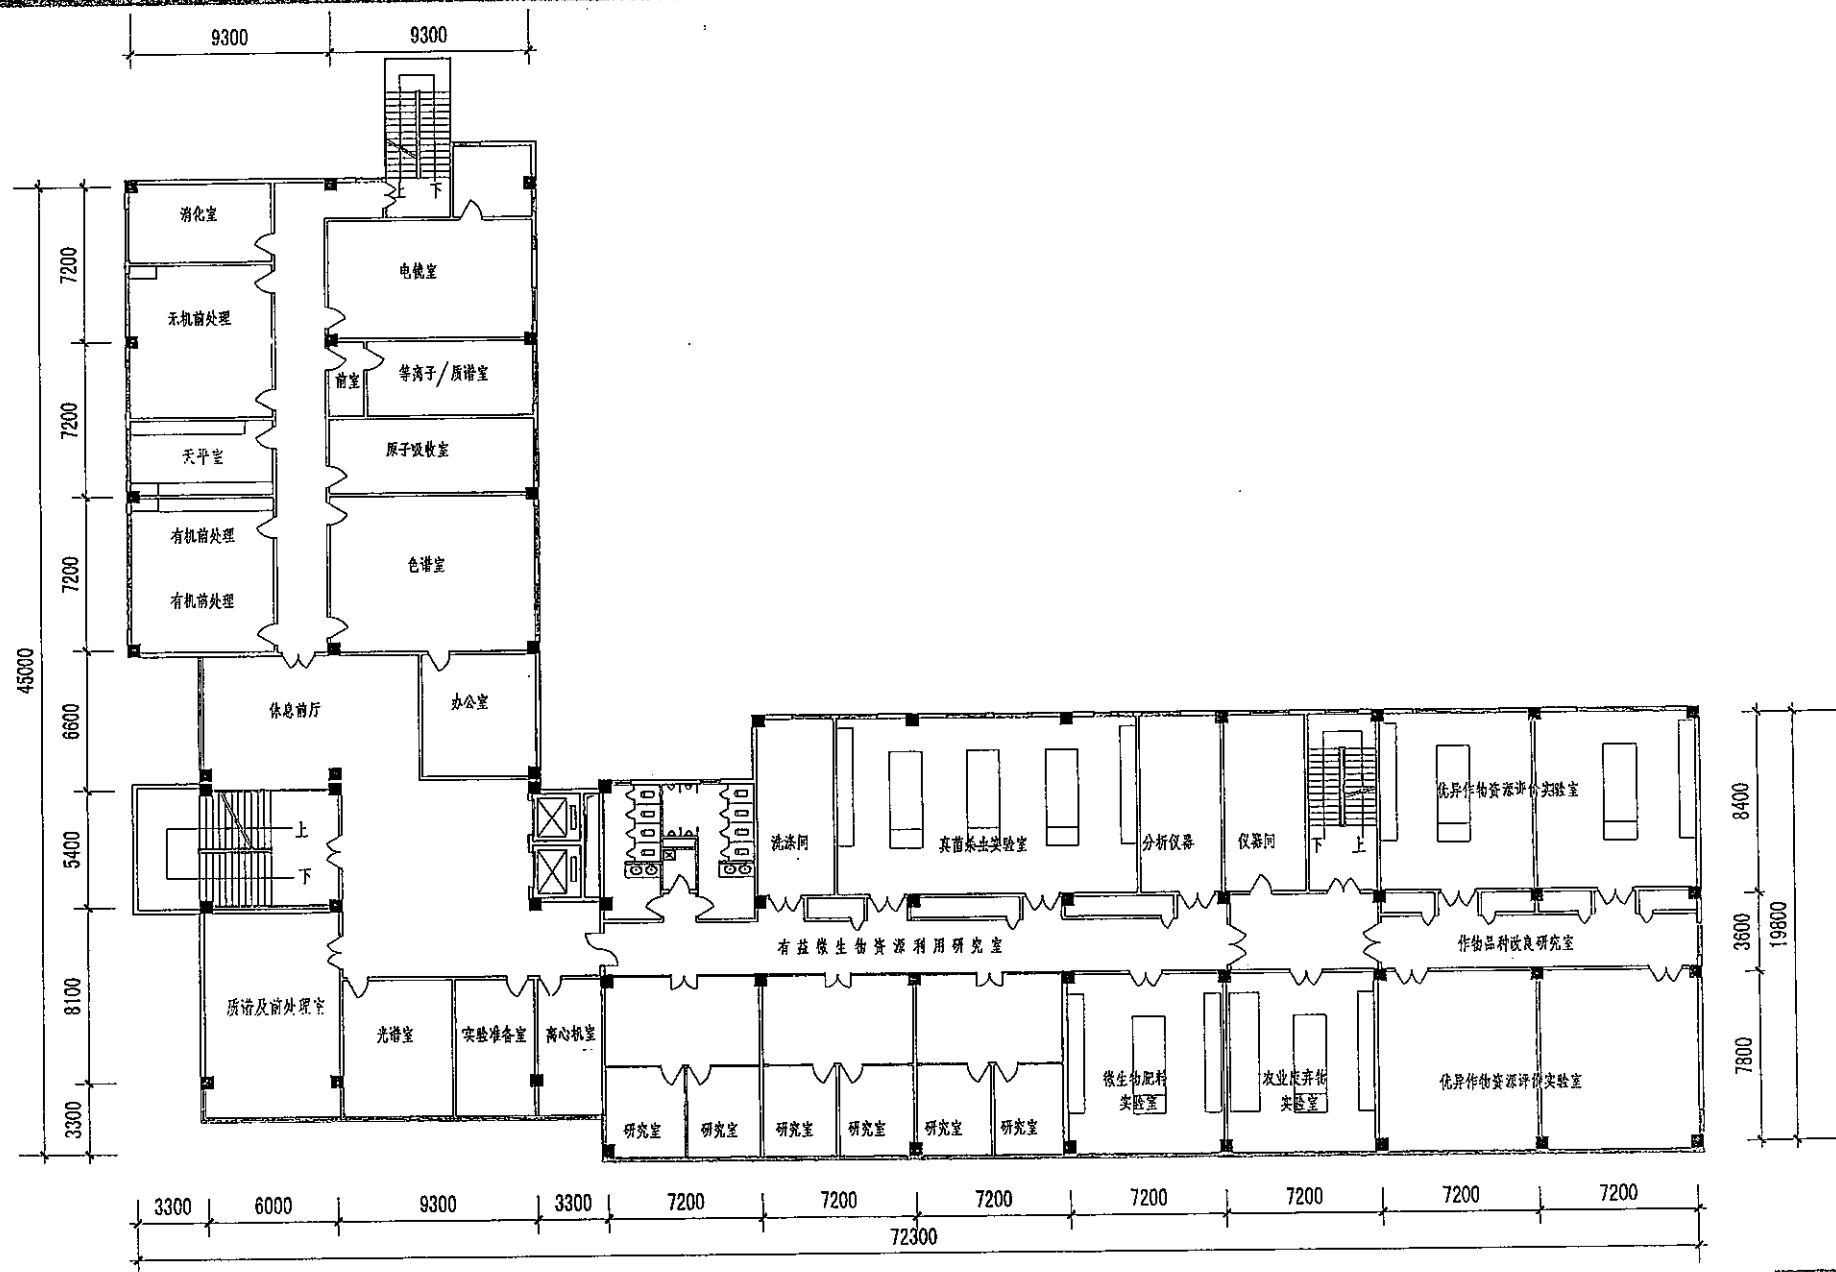 9300
9300
上 下
消化室
7200
电镜室
无机前处理
前室
等离子/质谱室
7200
原子吸收室
天平室
有机前处理
7200
色谱室
有机前处理
45000
休息前厅
办公室
6600
上
下
5400
洗涤间
真菌杀虫实验室
分析仪器
仪器间
下 上
优异作物资源评价实验室
8400
有益微生物资源利用研究室
作物品种改良研究室
3600
19800
质谱及前处理室
光谱室
实验准备室
离心机室
8100
微生物肥料
实验室
农业废弃物
实验室
优异作物资源评价实验室
7800
研究室
研究室
研究室
研究室
研究室
研究室
3300
3300
6000
9300
3300
7200
7200
7200
7200
7200
7200
7200
72300